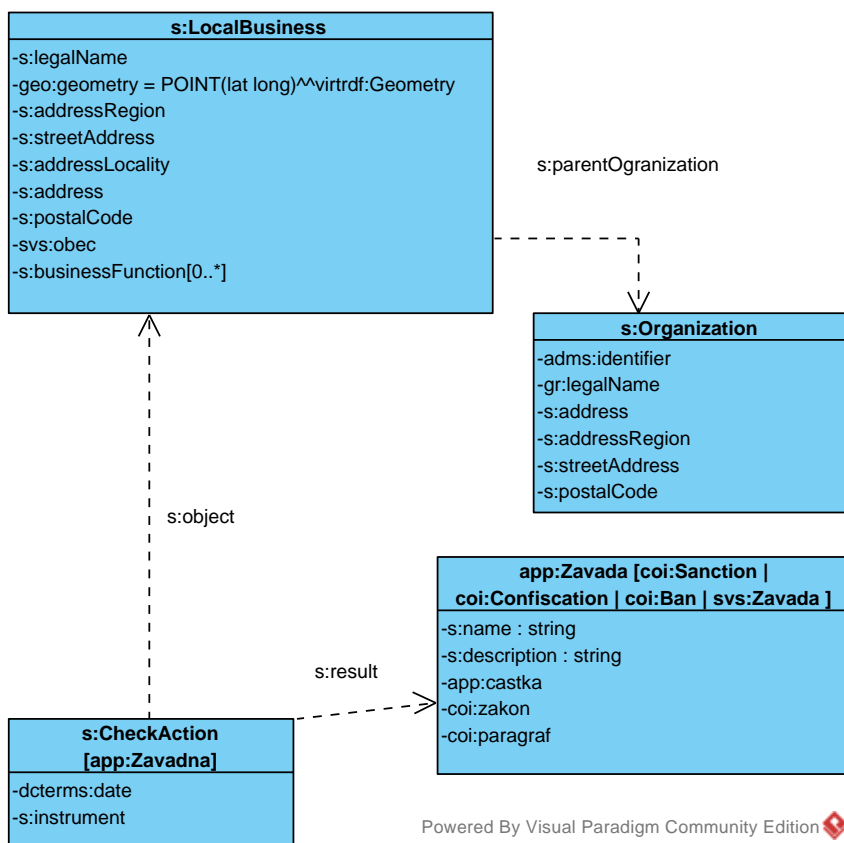 s:LocalBusiness
-s:legalName
-geo:geometry = POINT(lat long)^^virtrdf:Geometry
-s:addressRegion
-s:streetAddress
-s:addressLocality
-s:address
-s:postalCode
-svs:obec
-s:businessFunction[0..*]
s:parentOgranization
s:Organization
-adms:identifier
-gr:legalName
-s:address
-s:addressRegion
-s:streetAddress
-s:postalCode
s:object
app:Zavada [coi:Sanction |
coi:Confiscation | coi:Ban | svs:Zavada ]
-s:name : string
-s:description : string
-app:castka
-coi:zakon
-coi:paragraf
s:result
s:CheckAction
[app:Zavadna]
-dcterms:date
-s:instrument
Powered By Visual Paradigm Community Edition